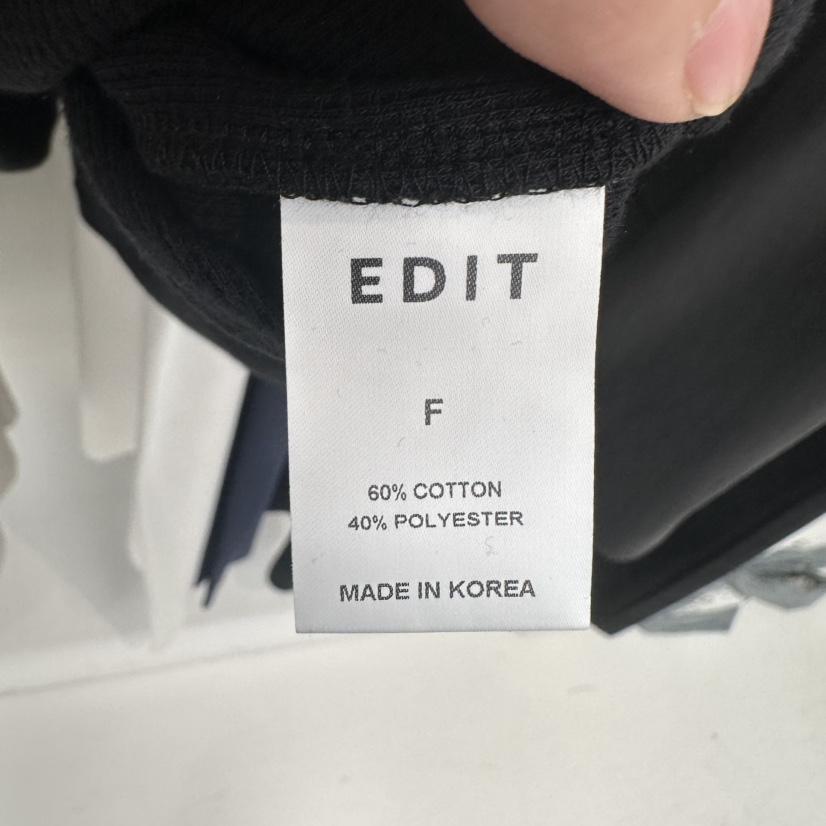 EDIT
F
60% COTTON
40% POLYESTER
MADE IN KOREA